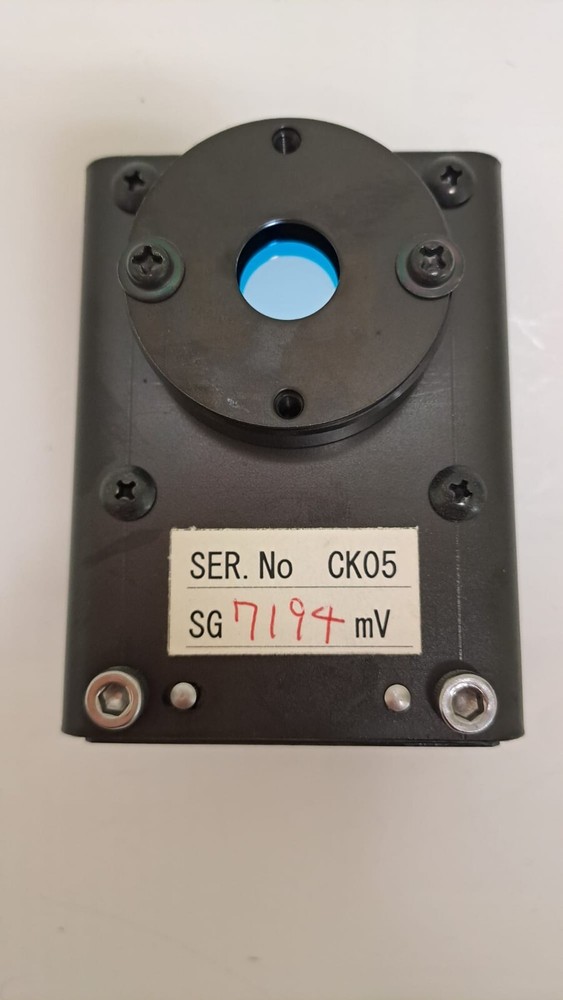 SER. No CK05
SG 7194 mV